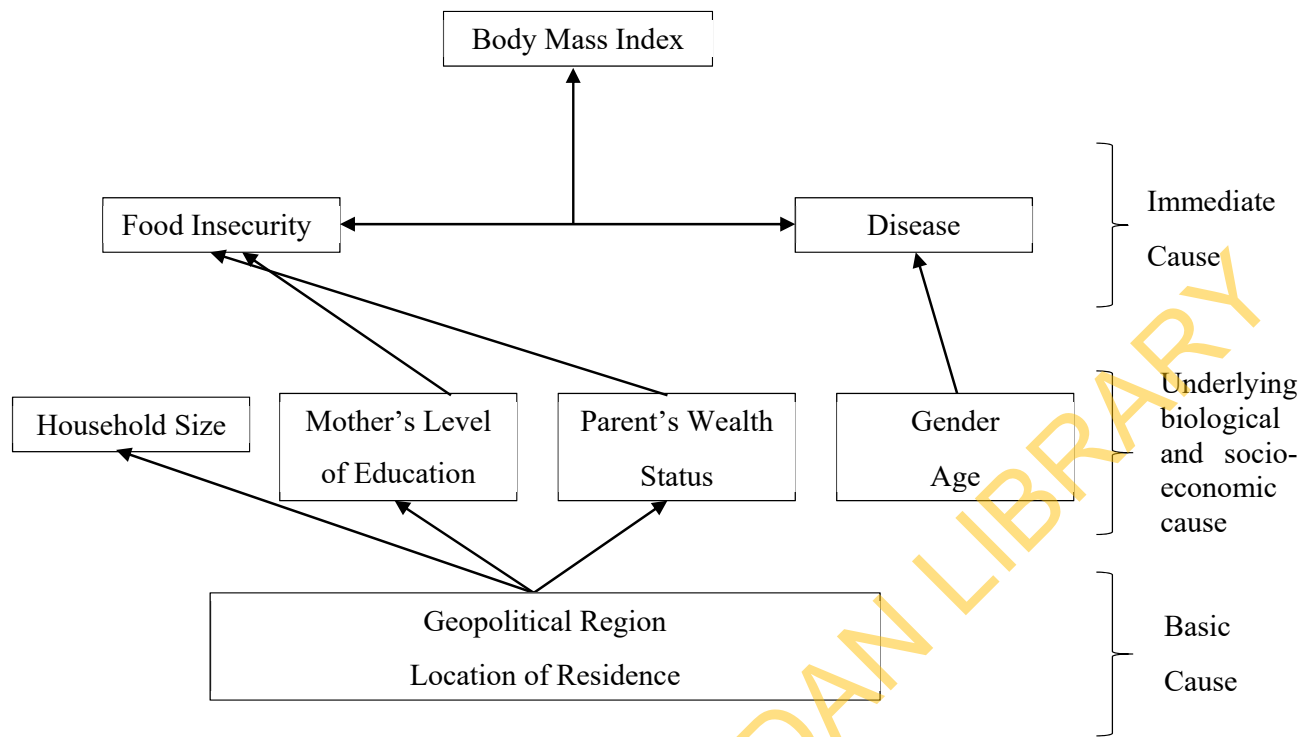 Body Mass Index
Food Insecurity
Disease
Immediate
Cause
Household Size
Mother’s Level
of Education
Parent’s Wealth
Status
Gender
Age
Underlying
biological
and socio-
economic
cause
Geopolitical Region
Location of Residence
Basic
Cause
DAN LIBRARY